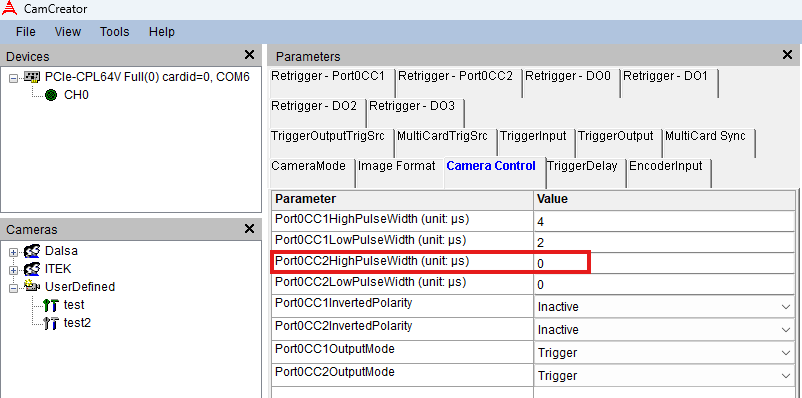 CamCreator
File View Tools Help
Devices
PCIe-CPL64V Full(0) cardid=0, COM6
CH0
Cameras
Dalsa
ITEK
UserDefined
test
test2
Parameters
Retrigger - Port0CC1 Retrigger - Port0CC2 Retrigger - DO0 Retrigger - DO1
Retrigger - DO2 Retrigger - DO3
TriggerOutputTrigSrc MultiCardTrigSrc TriggerInput TriggerOutput MultiCard Sync
CameraMode Image Format Camera Control TriggerDelay EncoderInput
Parameter Value
Port0CC1HighPulseWidth (unit: µs) 4
Port0CC1LowPulseWidth (unit: µs) 2
Port0CC2HighPulseWidth (unit: µs) 0
Port0CC2LowPulseWidth (unit: µs) 0
Port0CC1InvertedPolarity Inactive
Port0CC2InvertedPolarity Inactive
Port0CC1OutputMode Trigger
Port0CC2OutputMode Trigger